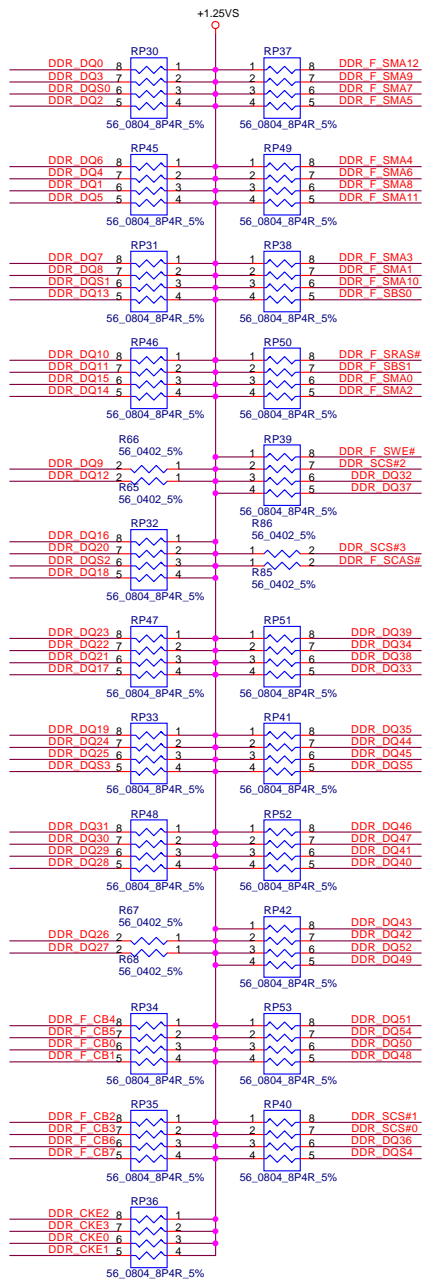 +1.25VS
RP30 RP37
DDR_DQ0 8 1 1 8 DDR_F_SMA12
DDR_DQ3 7 2 2 7 DDR_F_SMA9
DDR_DQS0 6 3 3 6 DDR_F_SMA7
DDR_DQ2 5 4 4 5 DDR_F_SMA5
56_0804_8P4R_5% 56_0804_8P4R_5%
RP45 RP49
DDR_DQ6 8 1 1 8 DDR_F_SMA4
DDR_DQ4 7 2 2 7 DDR_F_SMA6
DDR_DQ1 6 3 3 6 DDR_F_SMA8
DDR_DQ5 5 4 4 5 DDR_F_SMA11
56_0804_8P4R_5% 56_0804_8P4R_5%
RP31 RP38
DDR_DQ7 8 1 1 8 DDR_F_SMA3
DDR_DQ8 7 2 2 7 DDR_F_SMA1
DDR_DQS1 6 3 3 6 DDR_F_SMA10
DDR_DQ13 5 4 4 5 DDR_F_SBS0
56_0804_8P4R_5% 56_0804_8P4R_5%
RP46 RP50
DDR_DQ10 8 1 1 8 DDR_F_SRAS#
DDR_DQ11 7 2 2 7 DDR_F_SBS1
DDR_DQ15 6 3 3 6 DDR_F_SMA0
DDR_DQ14 5 4 4 5 DDR_F_SMA2
56_0804_8P4R_5% 56_0804_8P4R_5%
R66 RP39
56_0402_5%
1 8 DDR_F_SWE#
DDR_DQ9 2 1 2 7 DDR_SCS#2
DDR_DQ12 2 1 3 6 DDR_DQ32
R65 4 5 DDR_DQ37
56_0402_5% 56_0804_8P4R_5%
RP32 R86
56_0402_5%
DDR_DQ16 8 1
DDR_DQ20 7 2 1 2 DDR_SCS#3
DDR_DQS2 6 3 1 2 DDR_F_SCAS#
DDR_DQ18 5 4 R85
56_0804_8P4R_5% 56_0402_5%
RP47 RP51
DDR_DQ23 8 1 1 8 DDR_DQ39
DDR_DQ22 7 2 2 7 DDR_DQ34
DDR_DQ21 6 3 3 6 DDR_DQ38
DDR_DQ17 5 4 4 5 DDR_DQ33
56_0804_8P4R_5% 56_0804_8P4R_5%
RP33 RP41
DDR_DQ19 8 1 1 8 DDR_DQ35
DDR_DQ24 7 2 2 7 DDR_DQ44
DDR_DQ25 6 3 3 6 DDR_DQ45
DDR_DQS3 5 4 4 5 DDR_DQS5
56_0804_8P4R_5% 56_0804_8P4R_5%
RP48 RP52
DDR_DQ31 8 1 1 8 DDR_DQ46
DDR_DQ30 7 2 2 7 DDR_DQ47
DDR_DQ29 6 3 3 6 DDR_DQ41
DDR_DQ28 5 4 4 5 DDR_DQ40
56_0804_8P4R_5% 56_0804_8P4R_5%
R67 RP42
56_0402_5%
1 8 DDR_DQ43
DDR_DQ26 2 1 2 7 DDR_DQ42
DDR_DQ27 2 1 3 6 DDR_DQ52
R68 4 5 DDR_DQ49
56_0402_5% 56_0804_8P4R_5%
RP34 RP53
DDR_F_CB4 8 1 1 8 DDR_DQ51
DDR_F_CB5 7 2 2 7 DDR_DQ54
DDR_F_CB0 6 3 3 6 DDR_DQ50
DDR_F_CB1 5 4 4 5 DDR_DQ48
56_0804_8P4R_5% 56_0804_8P4R_5%
RP35 RP40
DDR_F_CB2 8 1 1 8 DDR_SCS#1
DDR_F_CB3 7 2 2 7 DDR_SCS#0
DDR_F_CB6 6 3 3 6 DDR_DQ36
DDR_F_CB7 5 4 4 5 DDR_DQS4
56_0804_8P4R_5% 56_0804_8P4R_5%
RP36
DDR_CKE2 8 1
DDR_CKE3 7 2
DDR_CKE0 6 3
DDR_CKE1 5 4
56_0804_8P4R_5%